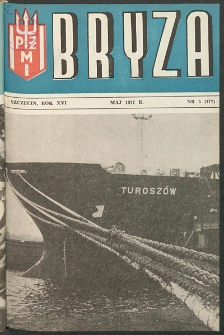 PŻM
BRYZA
SZCZECIN, ROK XVI MAJ 1977 R. NR. 5 (177)
TUROSZÓW